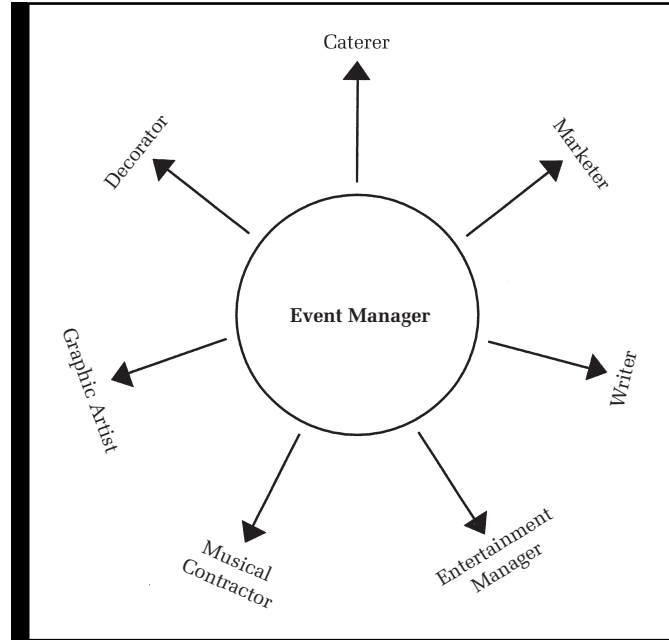 Caterer
Decorator
Marketer
Event Manager
Graphic Artist
Writer
Musical
Contractor
Entertainment
Manager